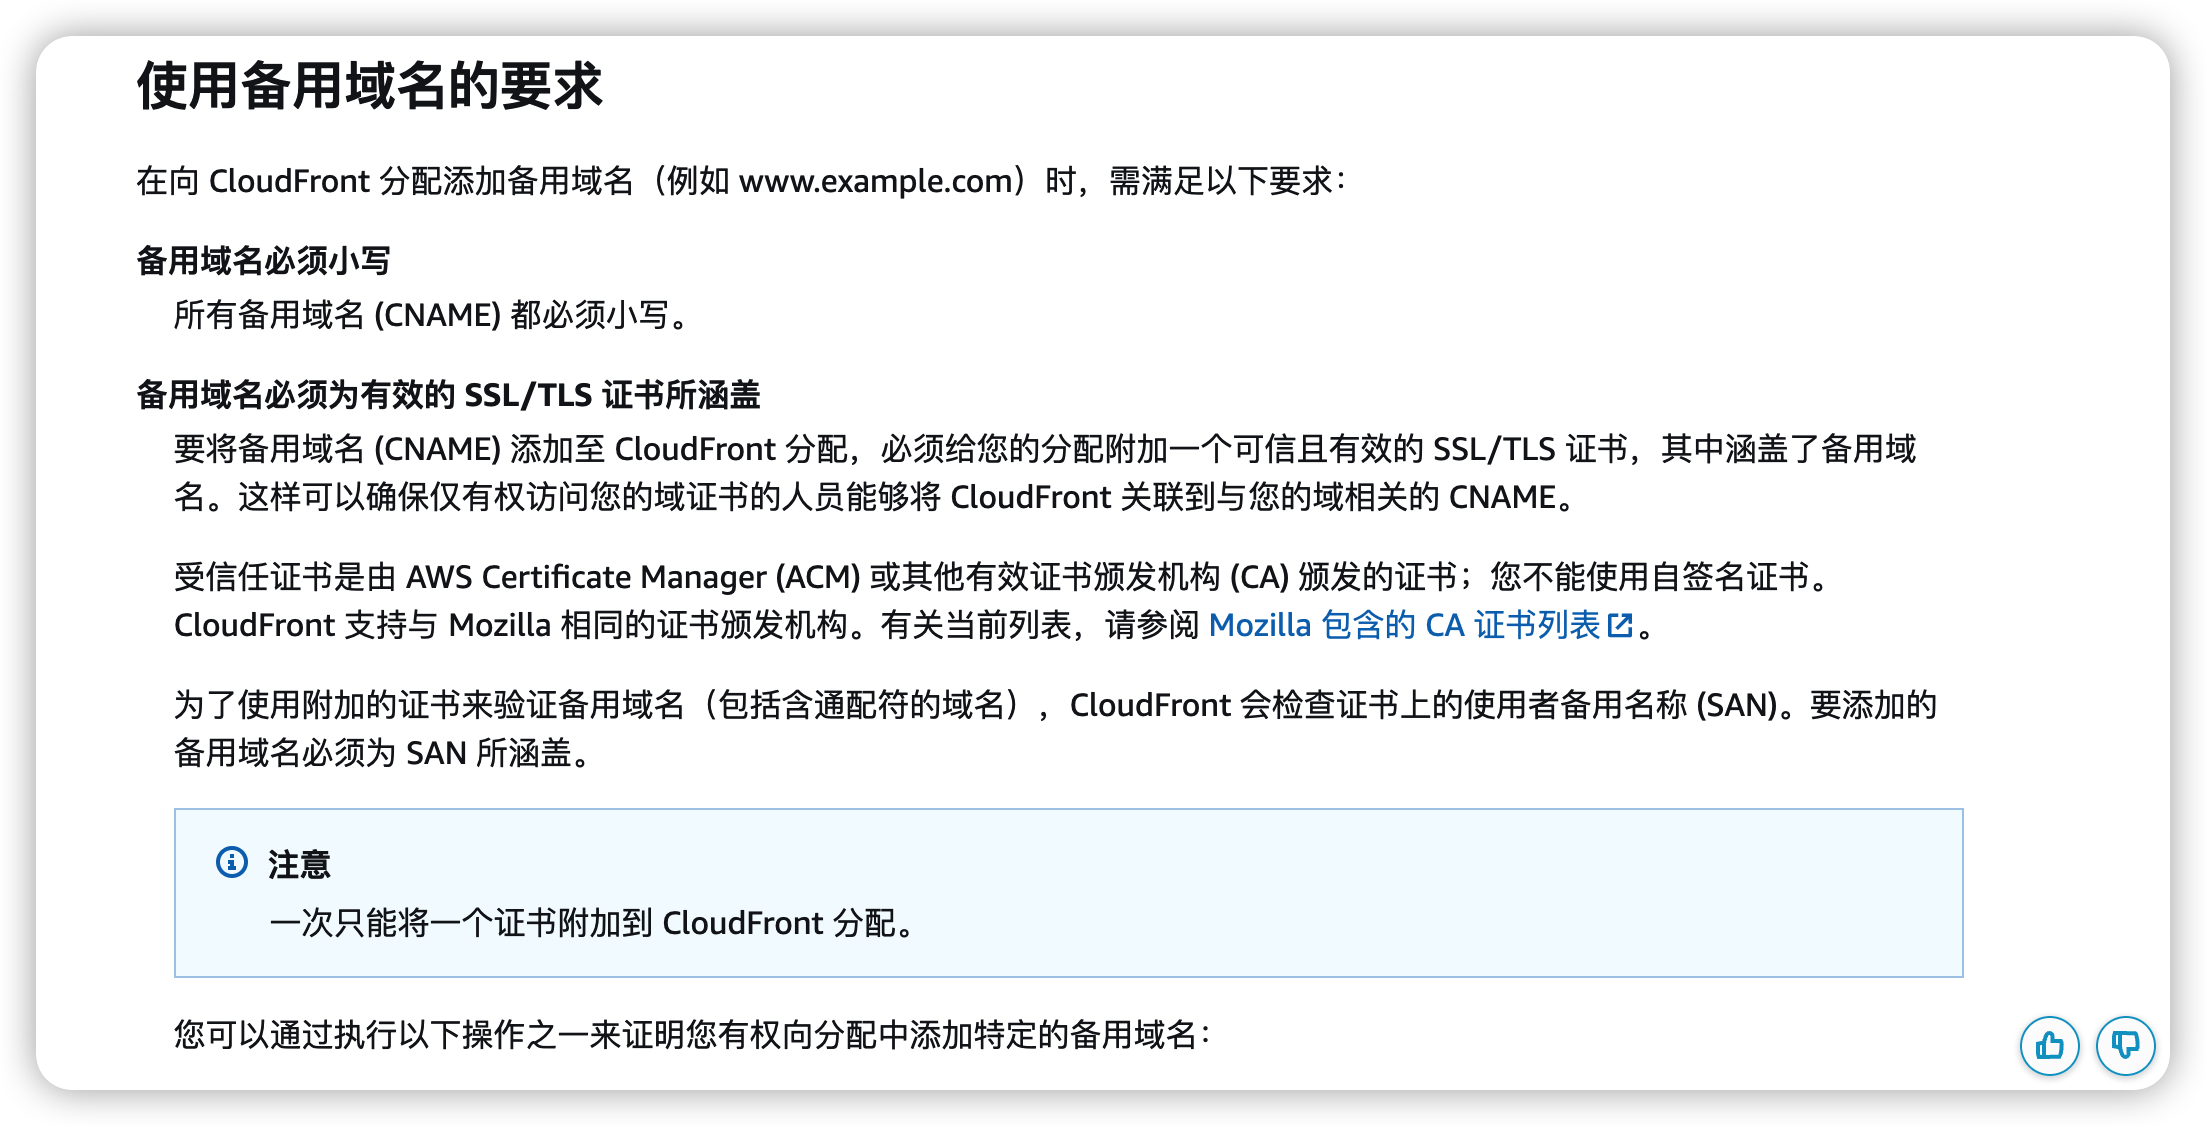 使用备用域名的要求
在向 CloudFront 分配添加备用域名（例如 www.example.com）时，需满足以下要求：
备用域名必须小写
所有备用域名 (CNAME) 都必须小写。
备用域名必须为有效的 SSL/TLS 证书所涵盖
要将备用域名 (CNAME) 添加至 CloudFront 分配，必须给您的分配附加一个可信且有效的 SSL/TLS 证书，其中涵盖了备用域
名。这样可以确保仅有权访问您的域证书的人员能够将 CloudFront 关联到与您的域相关的 CNAME。
受信任证书是由 AWS Certificate Manager (ACM) 或其他有效证书颁发机构 (CA) 颁发的证书；您不能使用自签名证书。
CloudFront 支持与 Mozilla 相同的证书颁发机构。有关当前列表，请参阅 Mozilla 包含的 CA 证书列表。
为了使用附加的证书来验证备用域名（包括含通配符的域名），CloudFront 会检查证书上的使用者备用名称 (SAN)。要添加的
备用域名必须为 SAN 所涵盖。
注意
一次只能将一个证书附加到 CloudFront 分配。
您可以通过执行以下操作之一来证明您有权向分配中添加特定的备用域名：